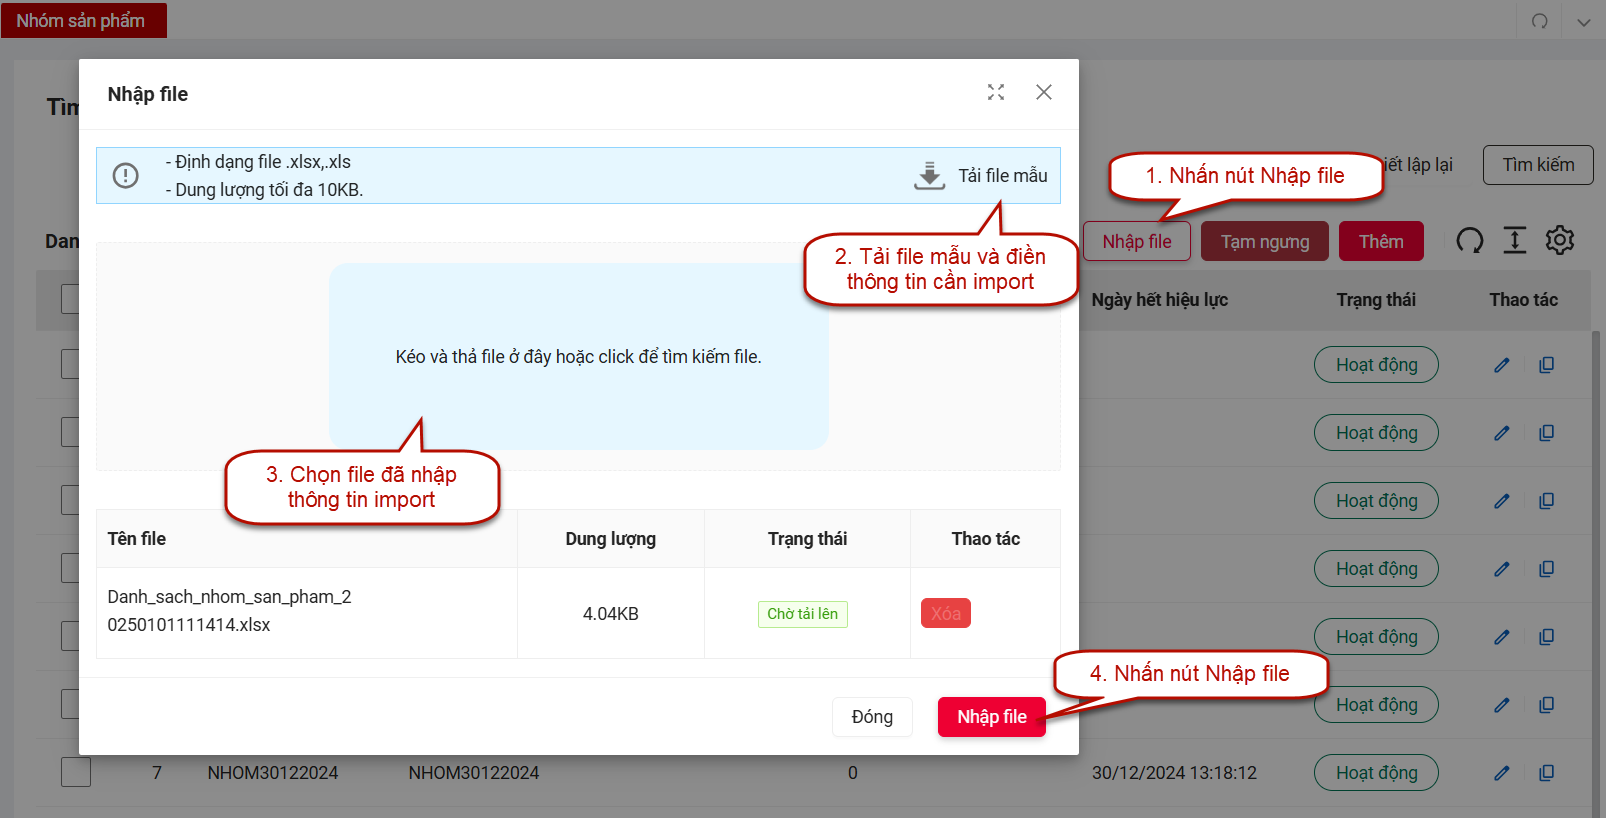 Nhóm sản phẩm
Nhập file
- Định dạng file .xlsx,.xls
- Dung lượng tối đa 10KB.
Tải file mẫu
1. Nhấn nút Nhập file
Tìm kiếm
lập lại
Nhập file
Tạm ngưng
Thêm
2. Tải file mẫu và điền
thông tin cần import
Ngày hết hiệu lực
Trạng thái
Thao tác
Kéo và thả file ở đây hoặc click để tìm kiếm file.
Hoạt động
Hoạt động
3. Chọn file đã nhập
thông tin import
Hoạt động
Tên file
Dung lượng
Trạng thái
Thao tác
Hoạt động
Danh_sach_nhom_san_pham_2
0250101111414.xlsx
4.04KB
Chờ tải lên
Xóa
Hoạt động
4. Nhấn nút Nhập file
Đóng
Nhập file
Hoạt động
7
NHOM30122024
NHOM30122024
0
30/12/2024 13:18:12
Hoạt động